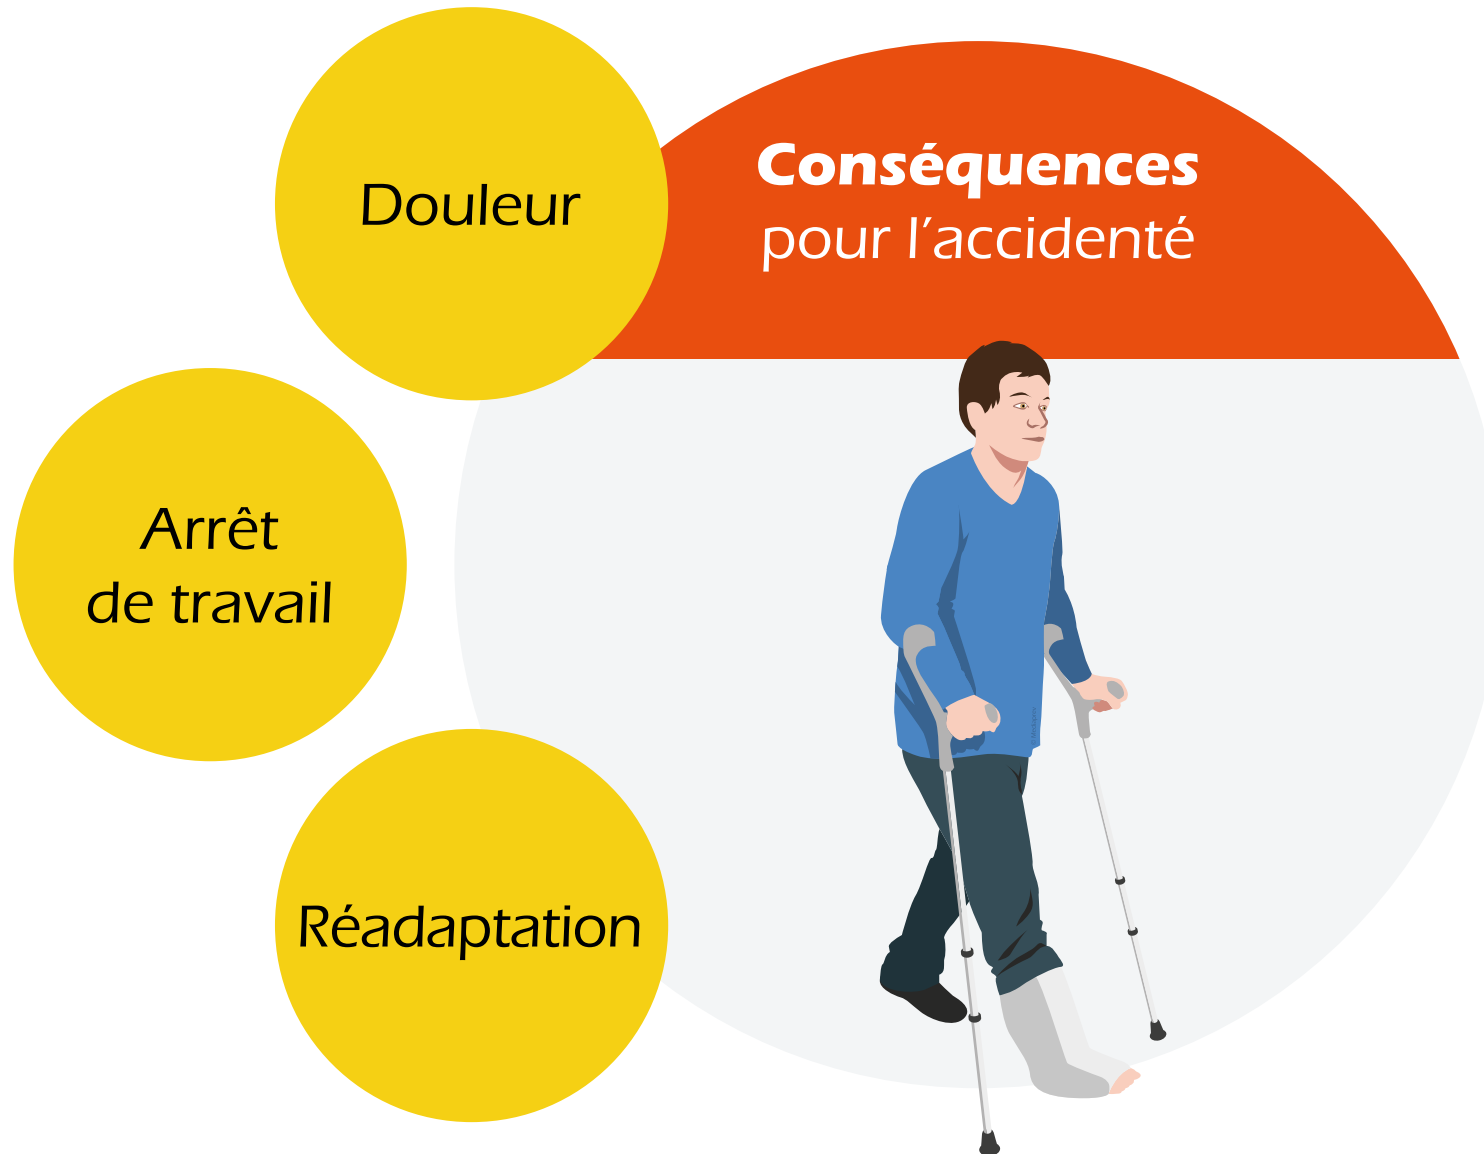 Conséquences
pour l'accidenté
Douleur
Arrêt
de travail
Réadaptation